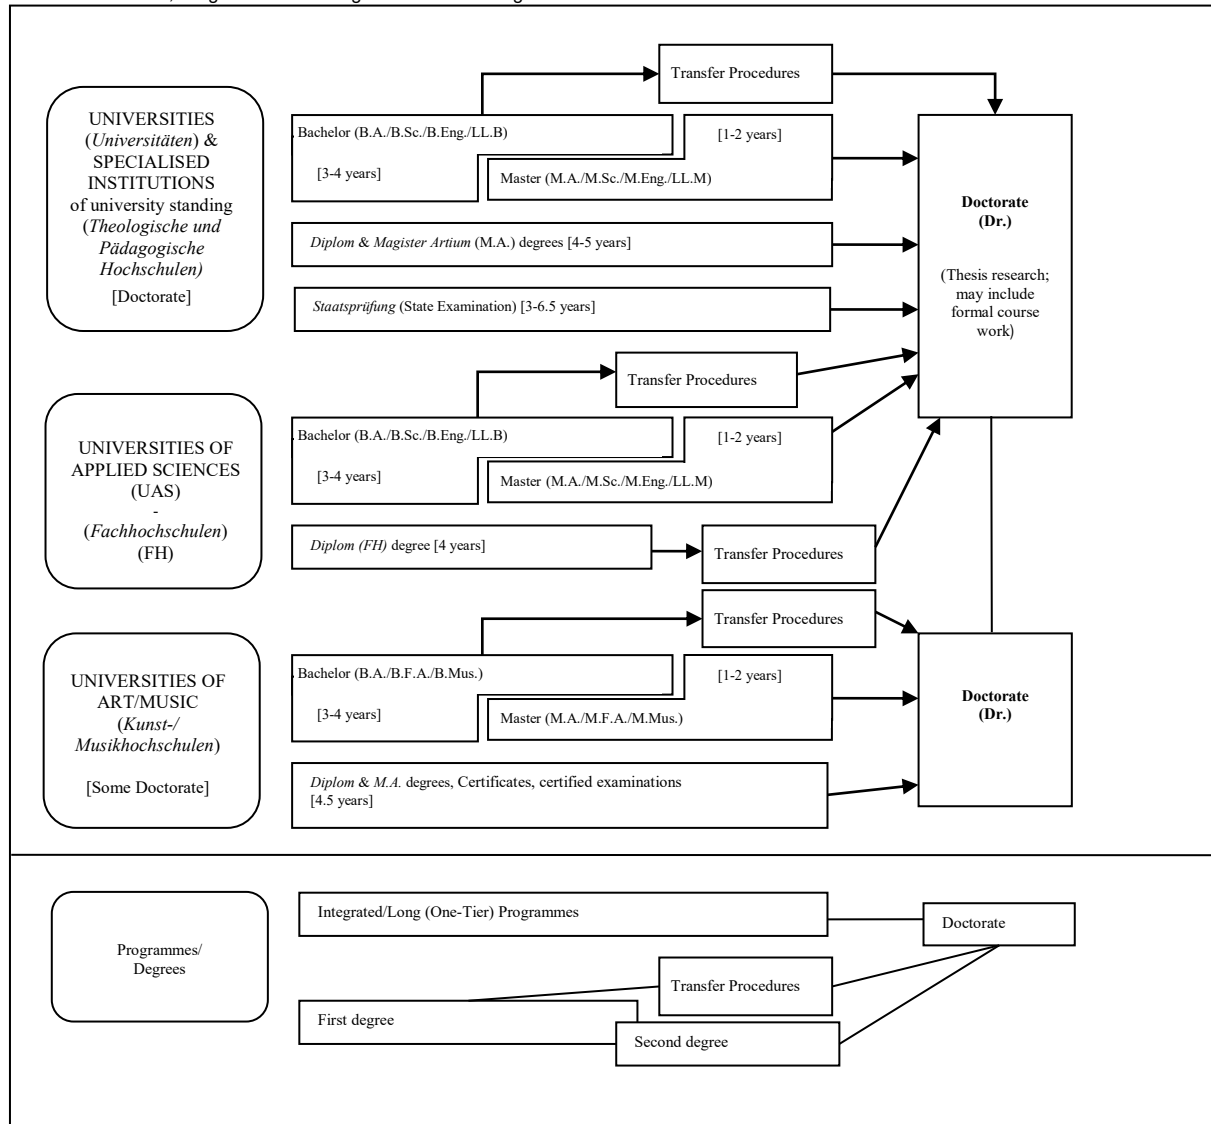 Transfer Procedures
UNIVERSITIES
(Universitäten) &
SPECIALISED
INSTITUTIONS
of university standing
(Theologische und
Pädagogische
Hochschulen)
[Doctorate]
Bachelor (B.A./B.Sc./B.Eng./LL.B)
[3-4 years]
[1-2 years]
Master (M.A./M.Sc./M.Eng./LL.M)
Diplom & Magister Artium (M.A.) degrees [4-5 years]
Staatsprüfung (State Examination) [3-6.5 years]
Doctorate
(Dr.)
(Thesis research;
may include
formal course
work)
Transfer Procedures
UNIVERSITIES OF
APPLIED SCIENCES
(UAS)
-
(Fachhochschulen)
(FH)
Bachelor (B.A./B.Sc./B.Eng./LL.B)
[3-4 years]
[1-2 years]
Master (M.A./M.Sc./M.Eng./LL.M)
Diplom (FH) degree [4 years]
Transfer Procedures
Transfer Procedures
UNIVERSITIES OF
ART/MUSIC
(Kunst-/
Musikhochschulen)
[Some Doctorate]
Bachelor (B.A./B.F.A./B.Mus.)
[3-4 years]
[1-2 years]
Master (M.A./M.F.A./M.Mus.)
Diplom & M.A. degrees, Certificates, certified examinations
[4.5 years]
Doctorate
(Dr.)
Programmes/
Degrees
Integrated/Long (One-Tier) Programmes
Doctorate
Transfer Procedures
First degree
Second degree